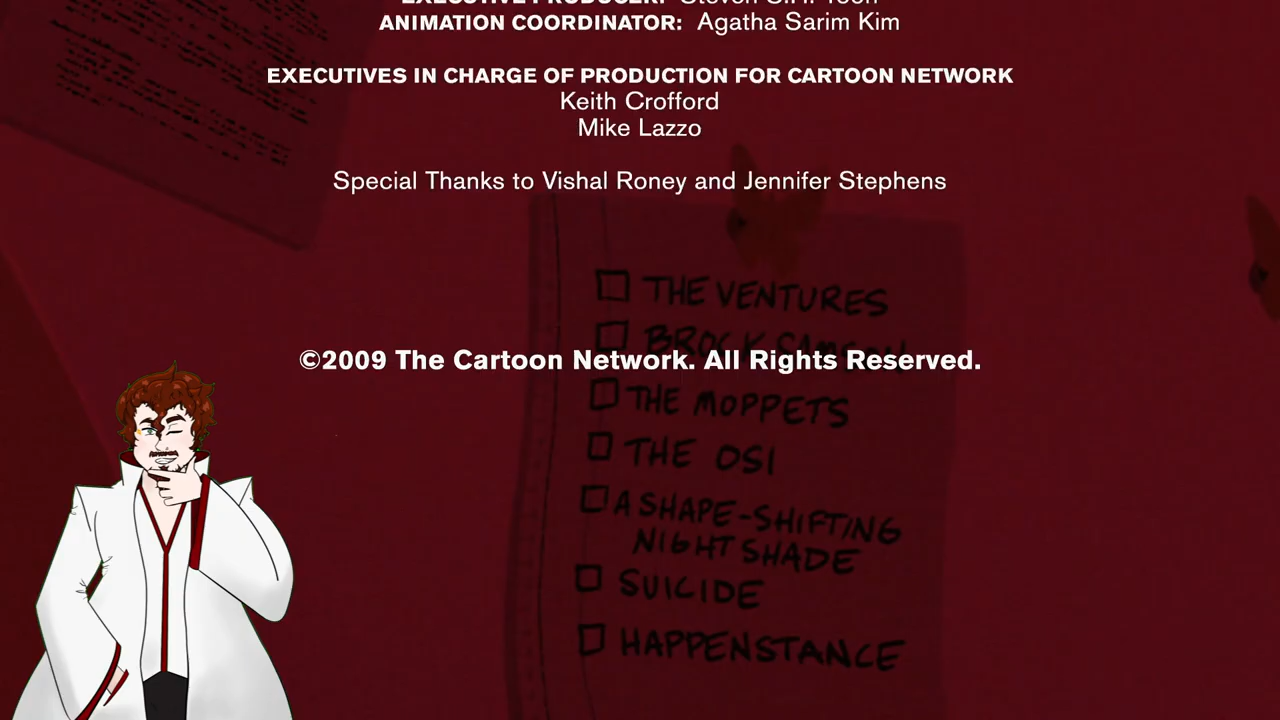 ANIMATION COORDINATOR: Agatha Sarim Kim
EXECUTIVES IN CHARGE OF PRODUCTION FOR CARTOON NETWORK
Keith Crofford
Mike Lazzo
Special Thanks to Vishal Roney and Jennifer Stephens
THE VENTURES
BROCK SAMSON
©2009 The Cartoon Network. All Rights Reserved.
THE MOPPETS
THE OSI
A SHAPE-SHIFTING
NIGHTSHADE
SUICIDE
HAPPENSTANCE